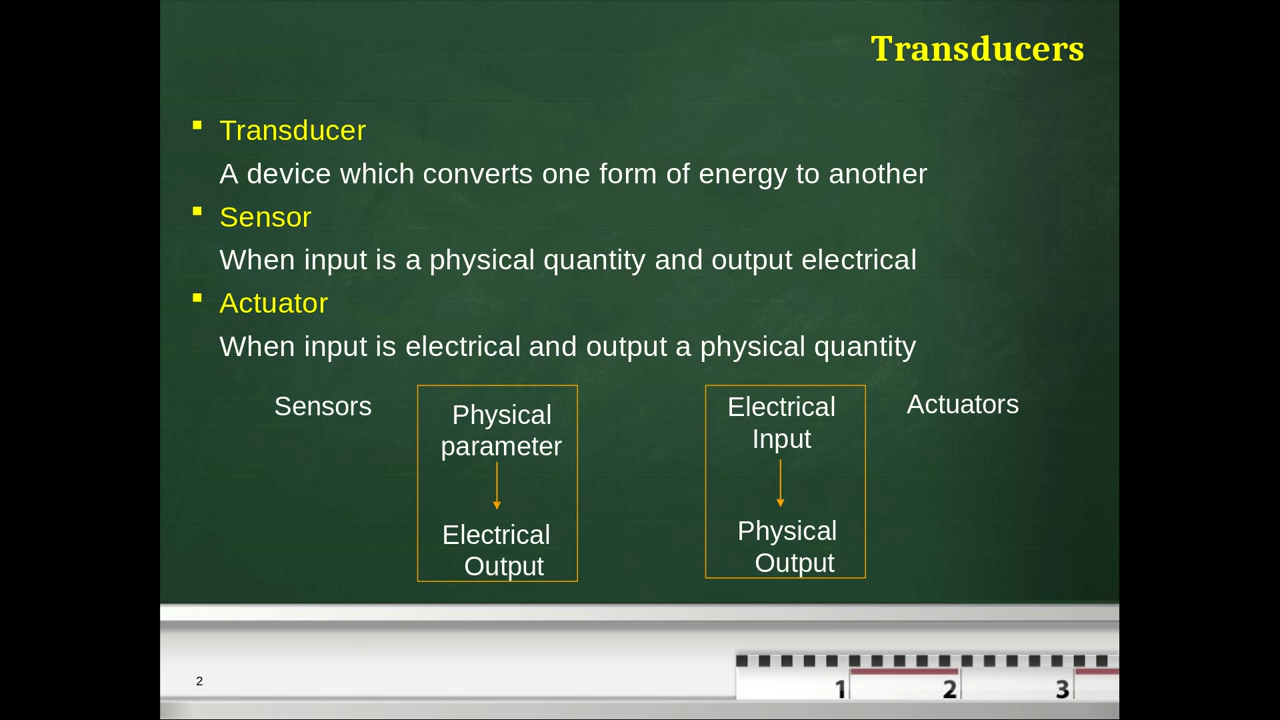 Transducers
Transducer
A device which converts one form of energy to another
Sensor
When input is a physical quantity and output electrical
Actuator
When input is electrical and output a physical quantity
Sensors
Physical
parameter
Electrical
Output
Electrical
Input
Physical
Output
Actuators
2
1 2 3